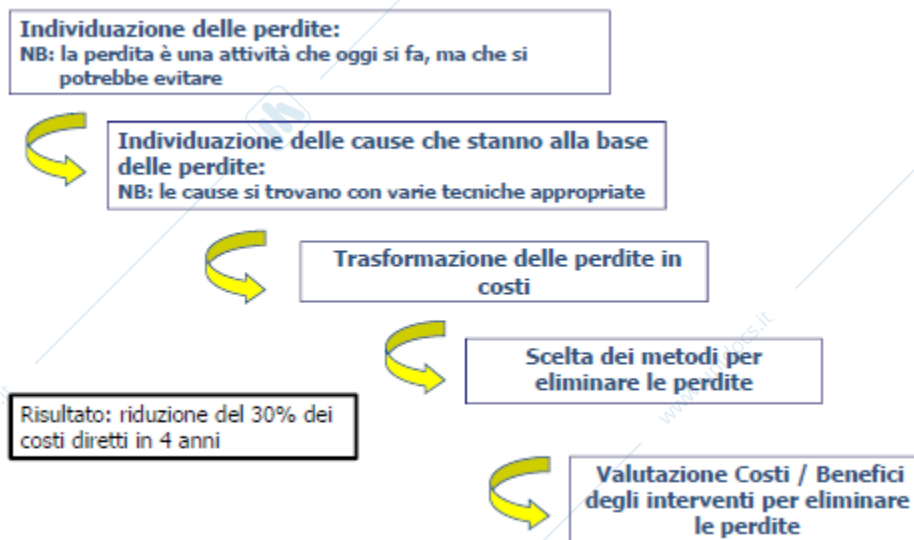 Individuazione delle perdite:
NB: la perdita è una attività che oggi si fa, ma che si
potrebbe evitare
Individuazione delle cause che stanno alla base
delle perdite:
NB: le cause si trovano con varie tecniche appropriate
Trasformazione delle perdite in
costi
Scelta dei metodi per
eliminare le perdite
Risultato: riduzione del 30% dei
costi diretti in 4 anni
Valutazione Costi / Benefici
degli interventi per eliminare
le perdite